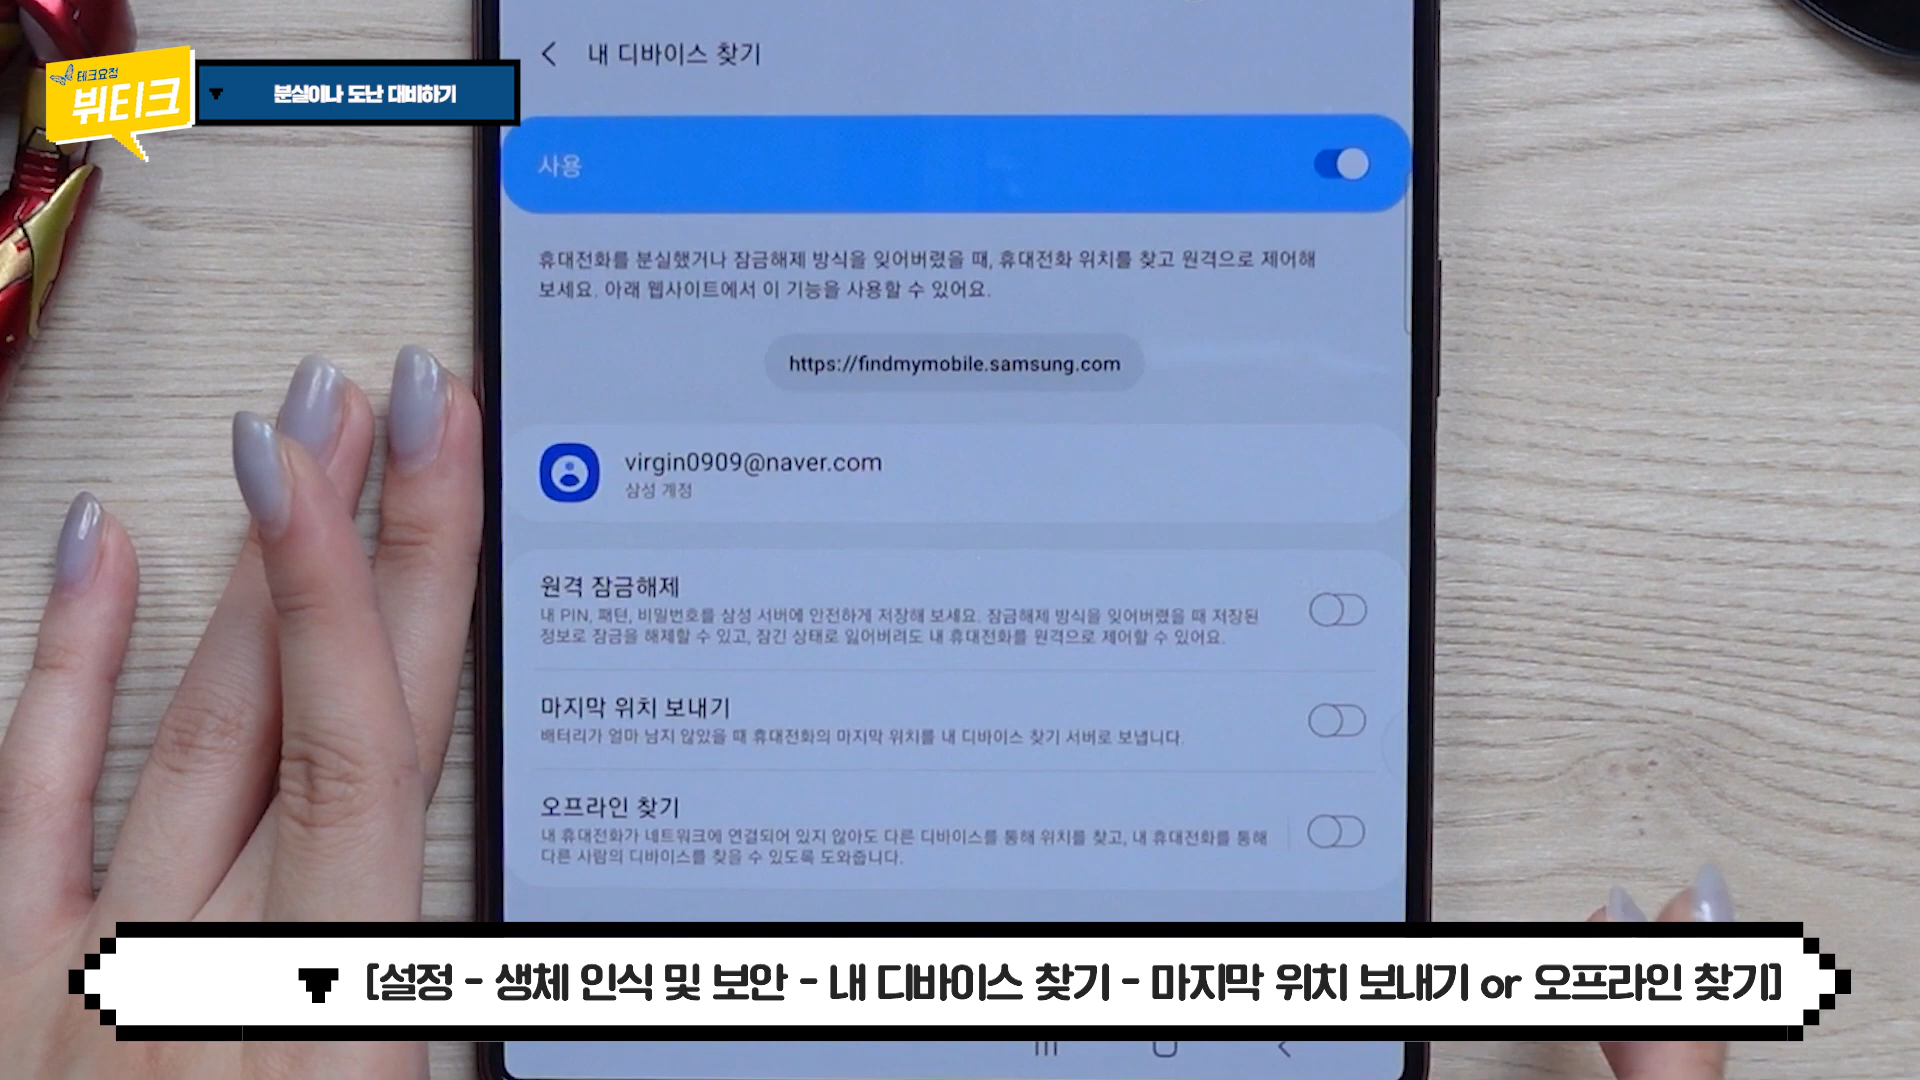 테크요정
뷰티크
분실이나 도난 대비하기
내 디바이스 찾기
사용
휴대전화를 분실했거나 잠금해제 방식을 잊어버렸을 때, 휴대전화 위치를 찾고 원격으로 제어해
보세요. 아래 웹사이트에서 이 기능을 사용할 수 있어요.
https://findmymobile.samsung.com
virgin0909@naver.com
삼성 계정
원격 잠금해제
내 PIN, 패턴, 비밀번호를 삼성 서버에 안전하게 저장해 보세요. 잠금해제 방식을 잊어버렸을 때 저장된
정보로 잠금을 해제할 수 있고, 잠긴 상태로 잃어버려도 내 휴대전화를 원격으로 제어할 수 있어요.
마지막 위치 보내기
배터리가 얼마 남지 않았을 때 휴대전화의 마지막 위치를 내 디바이스 찾기 서버로 보냅니다.
오프라인 찾기
내 휴대전화가 네트워크에 연결되어 있지 않아도 다른 디바이스를 통해 위치를 찾고, 내 휴대전화를 통해
다른 사람의 디바이스를 찾을 수 있도록 도와줍니다.
[설정 - 생체 인식 및 보안 - 내 디바이스 찾기 - 마지막 위치 보내기 or 오프라인 찾기]